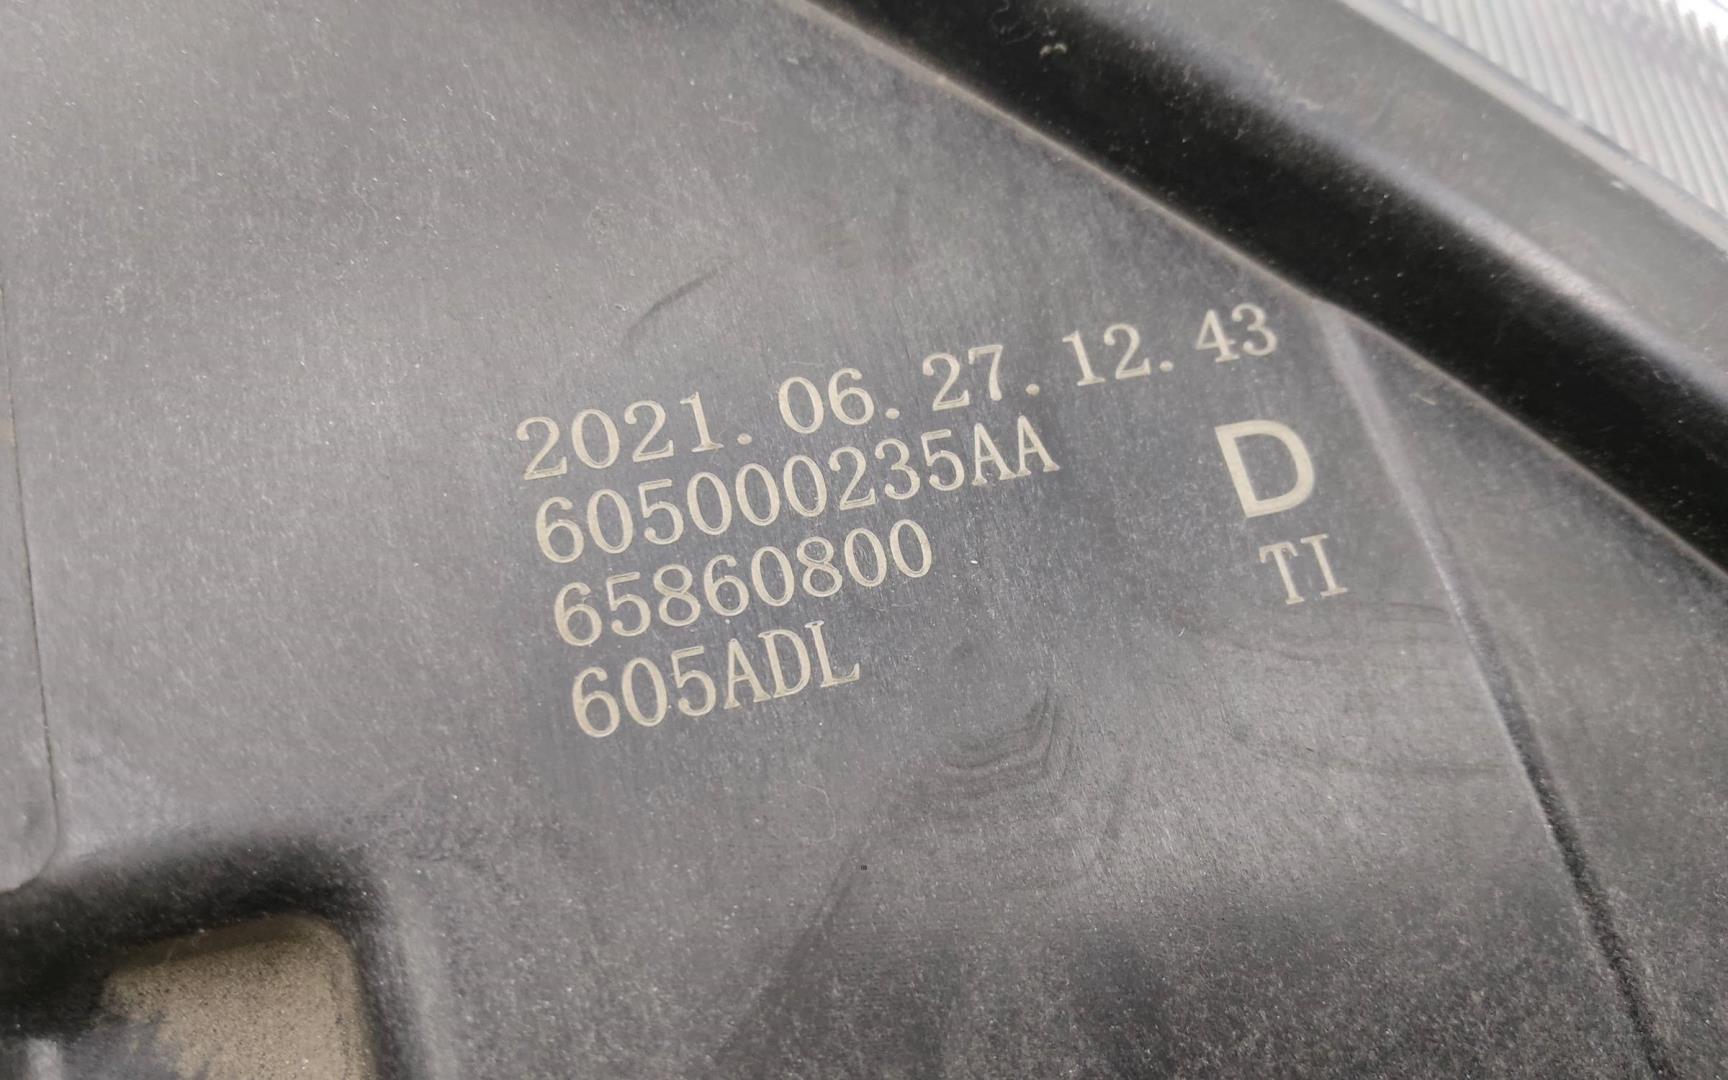 2021. 06. 27. 12. 43
605000235AA
65860800
605ADL
D
TI